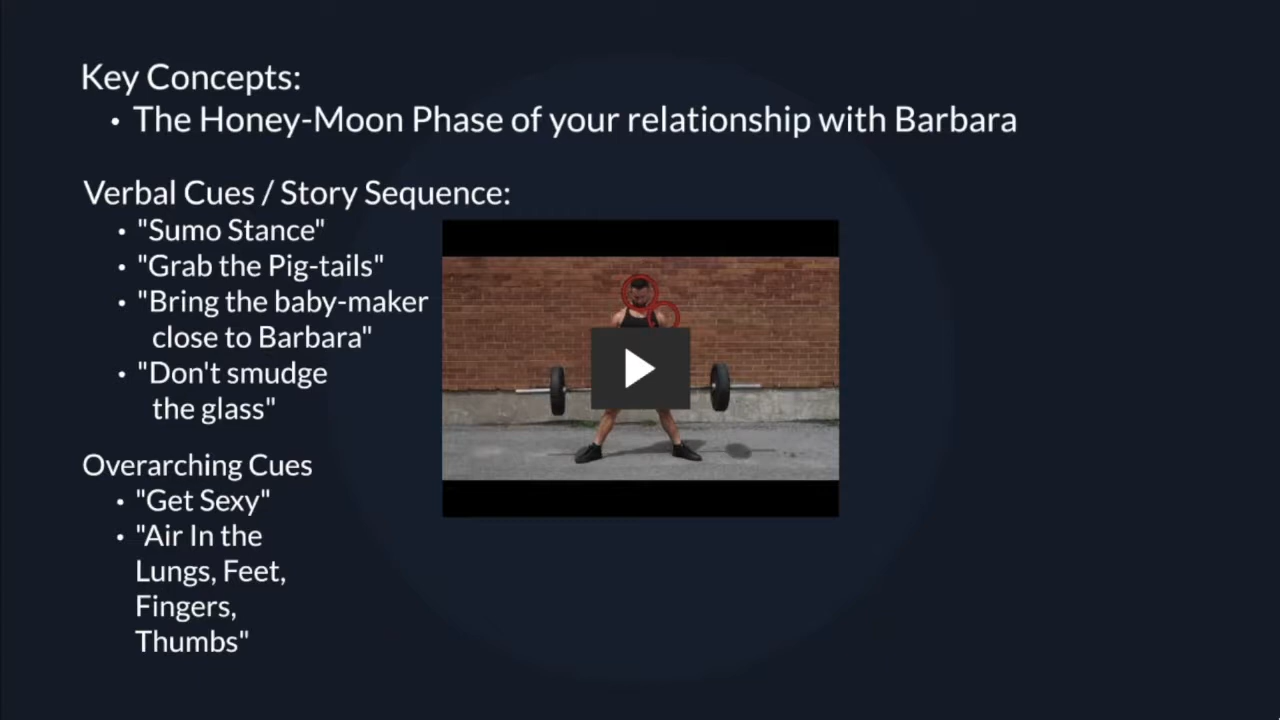 Key Concepts:
• The Honey-Moon Phase of your relationship with Barbara
Verbal Cues / Story Sequence:
• "Sumo Stance"
• "Grab the Pig-tails"
• "Bring the baby-maker
close to Barbara"
• "Don't smudge
the glass"
Overarching Cues
• "Get Sexy"
• "Air In the
Lungs, Feet,
Fingers,
Thumbs"